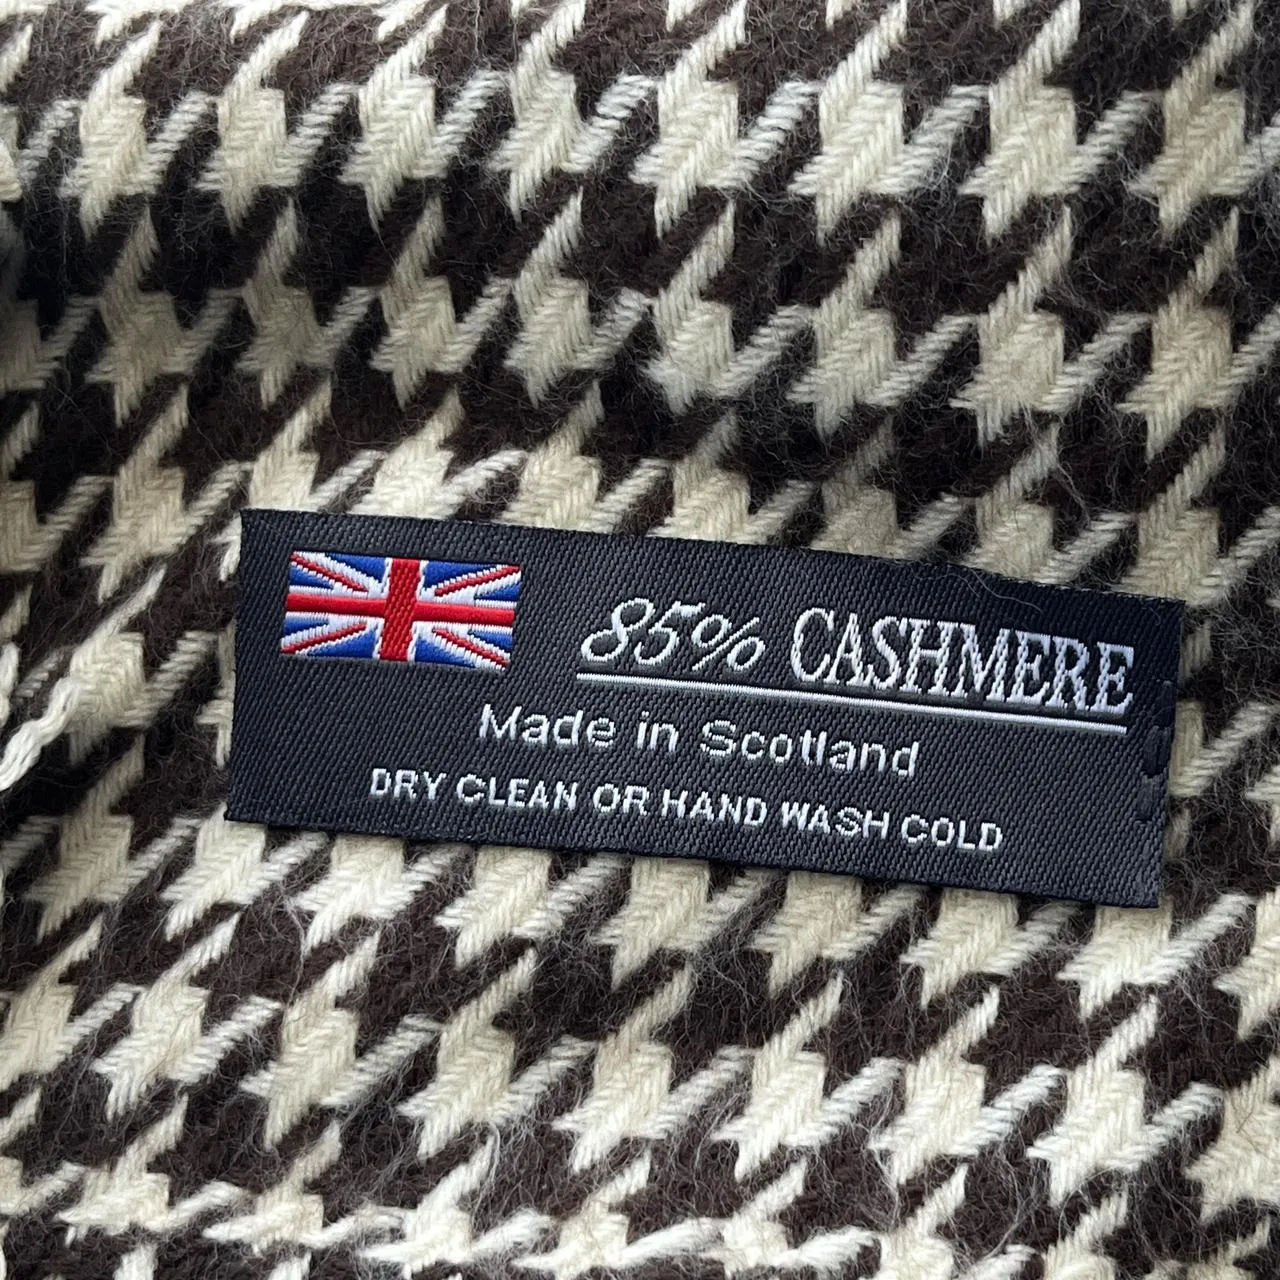 85% CASHMERE
Made in Scotland
DRY CLEAN OR HAND WASH COLD